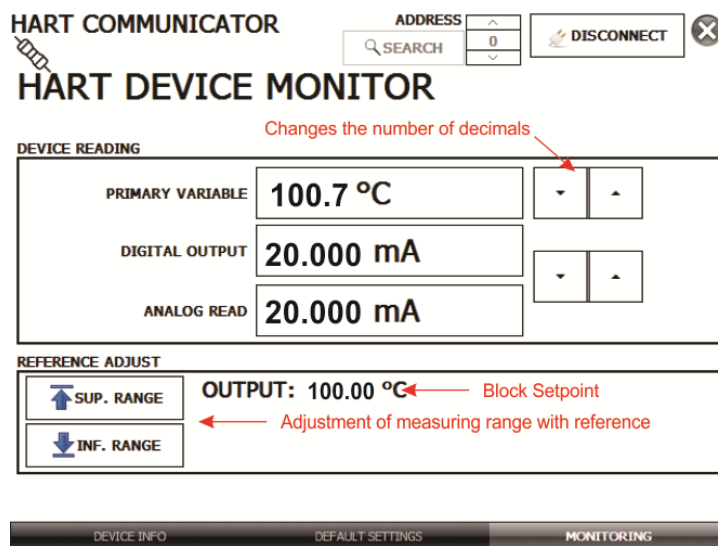 HART COMMUNICATOR
ADDRESS
SEARCH
0
DISCONNECT
HART DEVICE MONITOR
Changes the number of decimals
DEVICE READING
PRIMARY VARIABLE 100.7 ºC
DIGITAL OUTPUT 20.000 mA
ANALOG READ 20.000 mA
REFERENCE ADJUST
SUP. RANGE
OUTPUT: 100.00 ºC
Block Setpoint
Adjustment of measuring range with reference
INF. RANGE
DEVICE INFO
DEFAULT SETTINGS
MONITORING